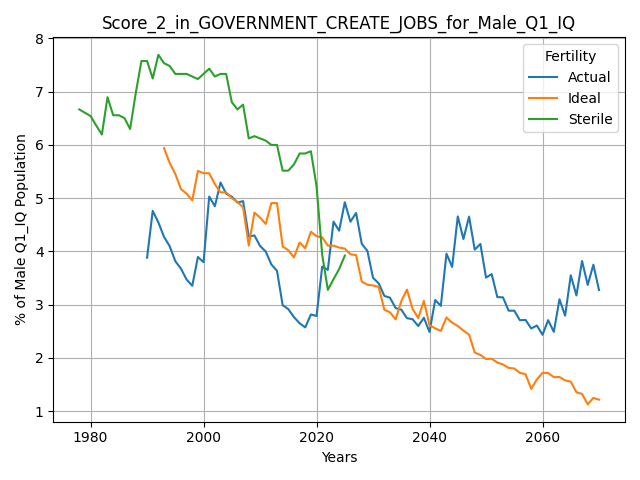 Score_2_in_GOVERNMENT_CREATE_JOBS_for_Male_Q1_IQ
% of Male Q1_IQ Population
8
7
6
5
4
3
2
1
Fertility
Actual
Ideal
Sterile
1980 2000 2020 2040 2060
Years